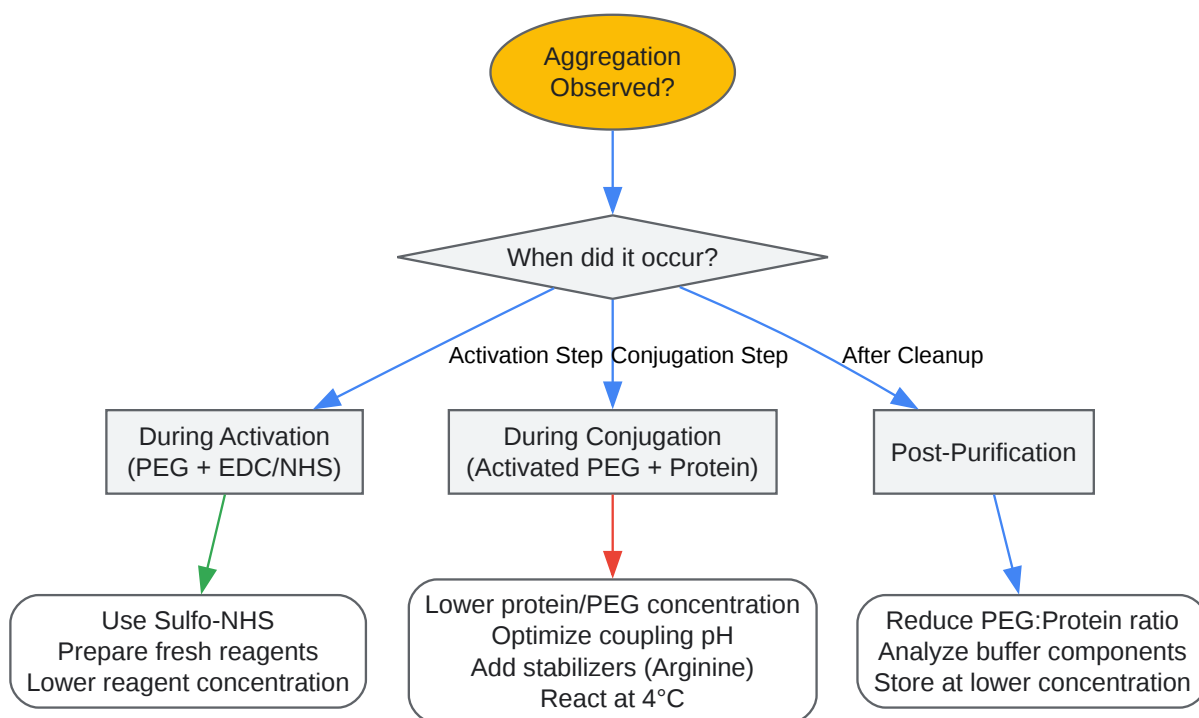 Aggregation
Observed?
When did it occur?
Activation Step
Conjugation Step
After Cleanup
During Activation
(PEG + EDC/NHS)
During Conjugation
(Activated PEG + Protein)
Post-Purification
Use Sulfo-NHS
Prepare fresh reagents
Lower reagent concentration
Lower protein/PEG concentration
Optimize coupling pH
Add stabilizers (Arginine)
React at 4°C
Reduce PEG:Protein ratio
Analyze buffer components
Store at lower concentration